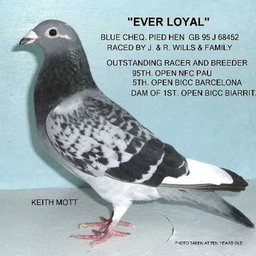 "EVER LOYAL"
BLUE CHEQ. PIED HEN GB 95 J 68452
RACED BY J. & R. WILLS & FAMILY
OUTSTANDING RACER AND BREEDER
95TH. OPEN NFC PAU
5TH. OPEN BICC BARCELONA
DAM OF 1ST. OPEN BICC BIARRIT.
KEITH MOTT
PHOTO TAKEN AT TEN YEARS OLD